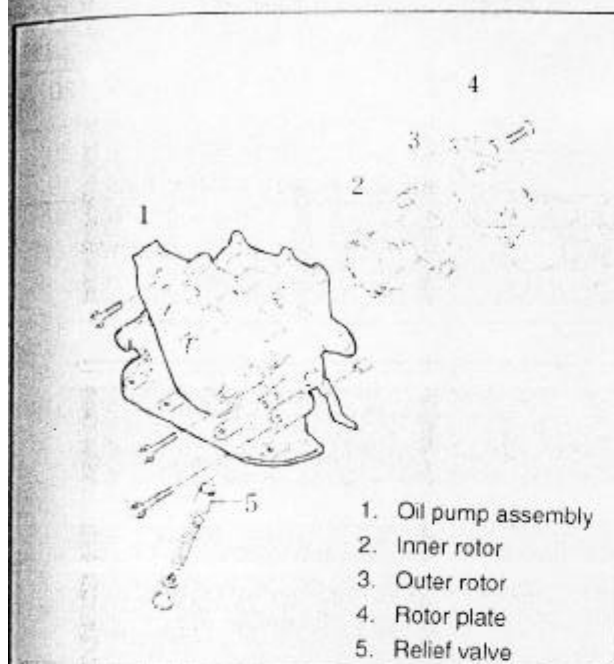 4
3
2
1
5
1. Oil pump assembly
2. Inner rotor
3. Outer rotor
4. Rotor plate
5. Relief valve